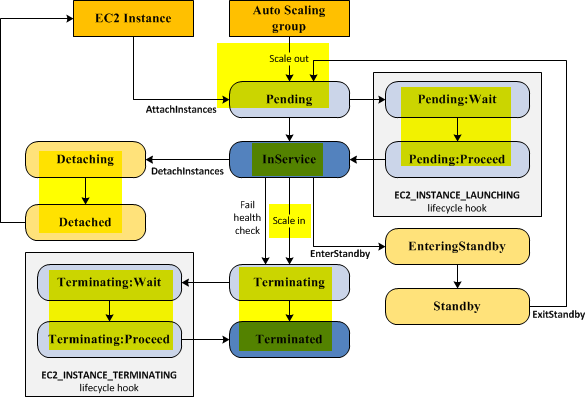 EC2 Instance
Auto Scaling
group
Scale out
AttachInstances
Pending
Pending:Wait
Pending:Proceed
EC2_INSTANCE_LAUNCHING
lifecycle hook
InService
DetachInstances
Detaching
Detached
Fail
health
check
Scale in
EnterStandby
EnteringStandby
Standby
ExitStandby
Terminating:Wait
Terminating:Proceed
EC2_INSTANCE_TERMINATING
lifecycle hook
Terminating
Terminated